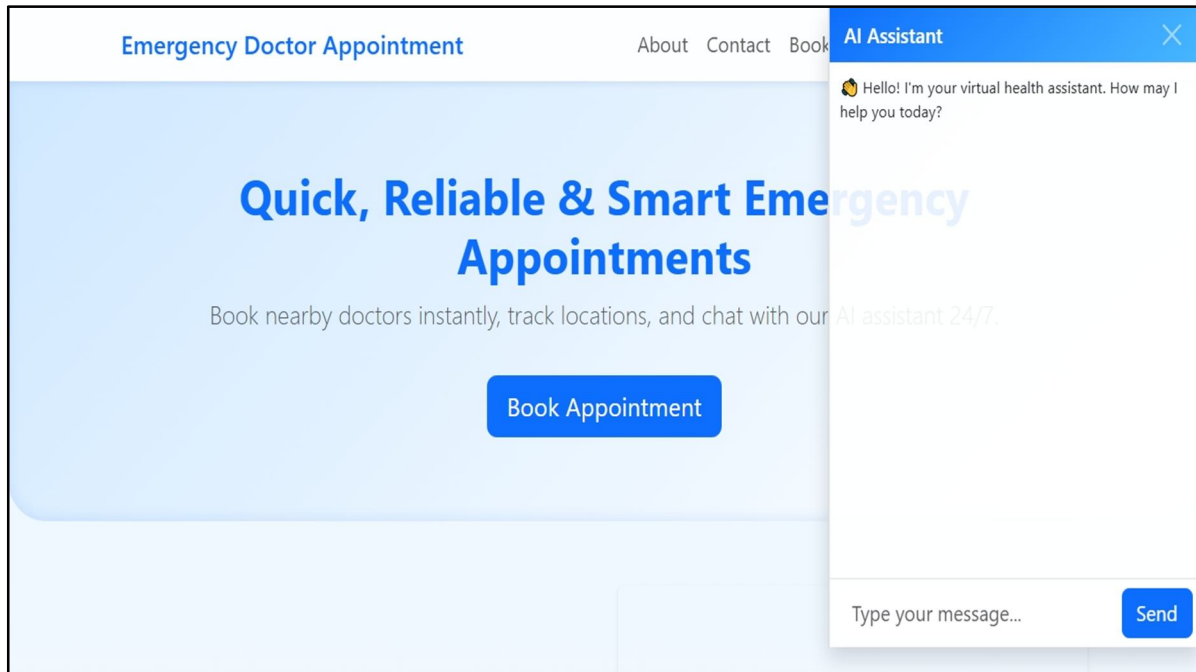 Emergency Doctor Appointment
About Contact Book
AI Assistant
👋 Hello! I'm your virtual health assistant. How may I
help you today?
Quick, Reliable & Smart Emergency
Appointments
Book nearby doctors instantly, track locations, and chat with our AI assistant 24/7.
Book Appointment
Type your message...
Send